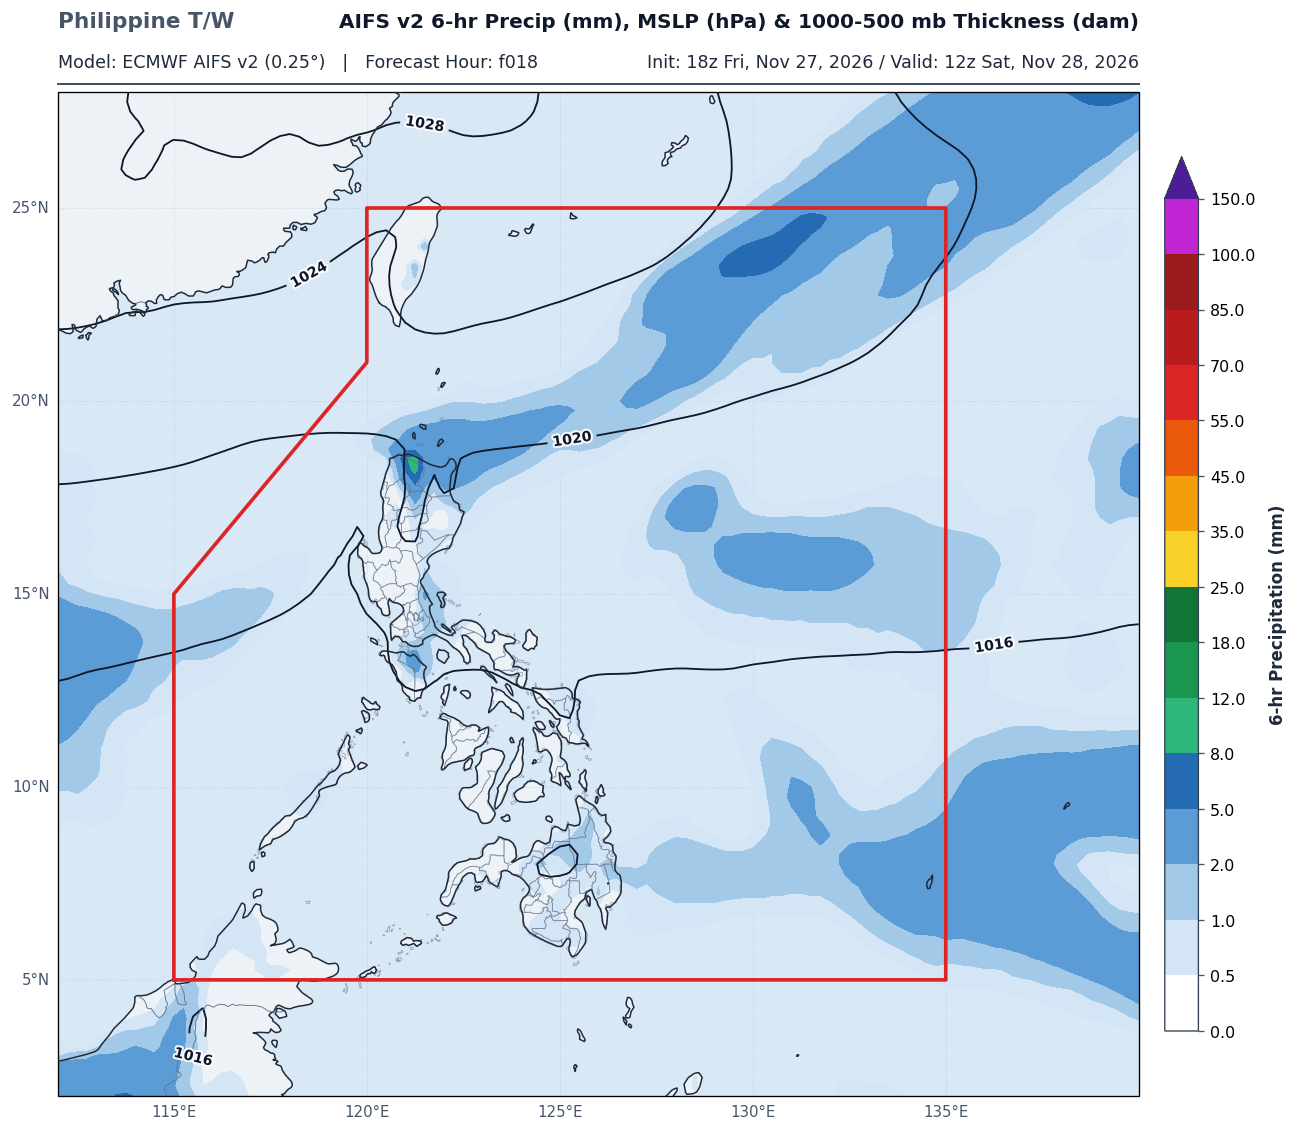 Philippine T/W
AIFS v2 6-hr Precip (mm), MSLP (hPa) & 1000-500 mb Thickness (dam)
Model: ECMWF AIFS v2 (0.25°) | Forecast Hour: f018
Init: 18z Fri, Nov 27, 2026 / Valid: 12z Sat, Nov 28, 2026
1028
1024
1020
1016
1016
25°N
20°N
15°N
10°N
5°N
115°E
120°E
125°E
130°E
135°E
150.0
100.0
85.0
70.0
55.0
45.0
35.0
25.0
18.0
12.0
8.0
5.0
2.0
1.0
0.5
0.0
6-hr Precipitation (mm)